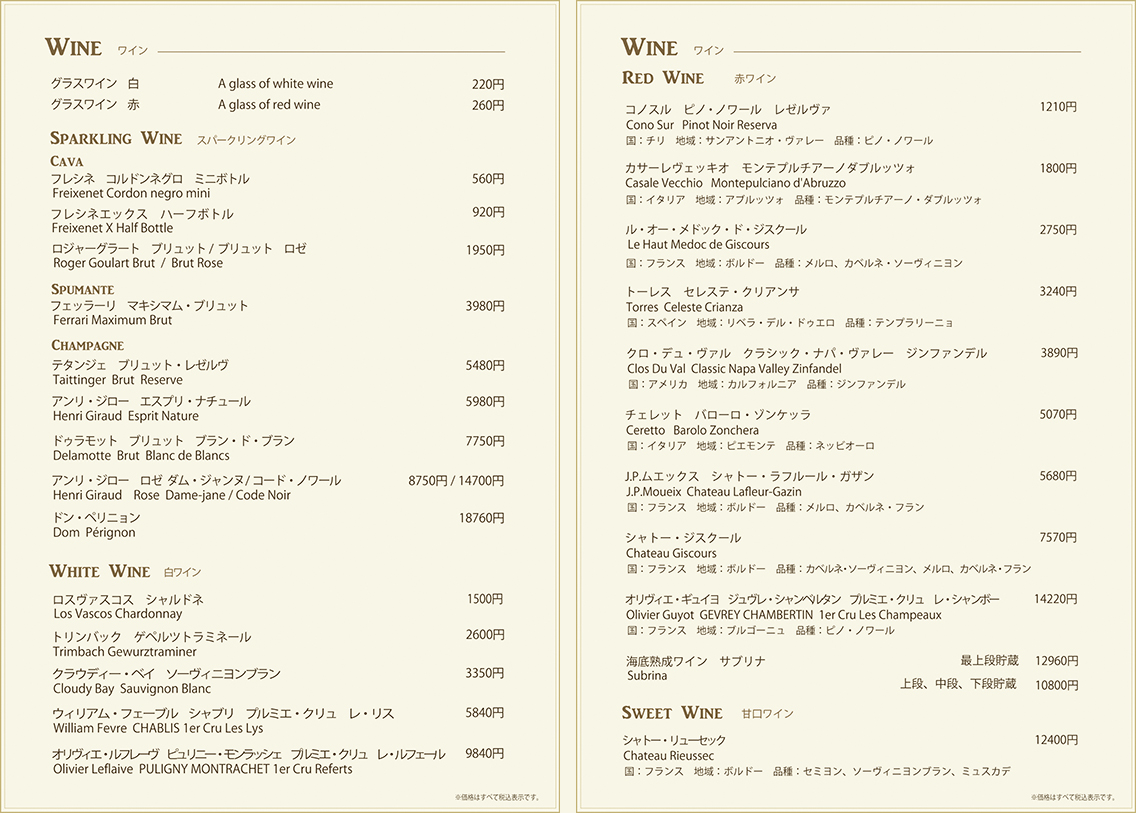 WINE ワイン
グラスワイン 白 A glass of white wine 220円
グラスワイン 赤 A glass of red wine 260円
SPARKLING WINE スパークリングワイン
CAVA
フレシネ コルドンネグロ ミニボトル 560円
Freixenet Cordon negro mini
フレシネエックス ハーフボトル 920円
Freixenet X Half Bottle
ロジャーグラート ブリュット / ブリュット ロゼ 1950円
Roger Goulart Brut / Brut Rose
SPUMANTE
フェッラーリ マキシマム・ブリュット 3980円
Ferrari Maximum Brut
CHAMPAGNE
テタンジェ ブリュット・レゼルヴ 5480円
Taittinger Brut Reserve
アンリ・ジロー エスプリ・ナチュール 5980円
Henri Giraud Esprit Nature
ドゥラモット ブリュット ブラン・ド・ブラン 7750円
Delamotte Brut Blanc de Blancs
アンリ・ジロー ロゼ ダム・ジャンヌ / コード・ノワール 8750円 / 14700円
Henri Giraud Rose Dame-jane / Code Noir
ドン・ペリニョン 18760円
Dom Pérignon
WHITE WINE 白ワイン
ロスヴァスコス シャルドネ 1500円
Los Vascos Chardonnay
トリンバック ゲペルツトラミネール 2600円
Trimbach Gewurztraminer
クラウディー・ベイ ソーヴィニヨンブラン 3350円
Cloudy Bay Sauvignon Blanc
ウィリアム・フェーブル シャブリ プルミエ・クリュ レ・リス 5840円
William Fevre CHABLIS 1er Cru Les Lys
オリヴィエ・ルフレーヴ ピュリニー・モンラッシェ プルミエ・クリュ レ・ルフェール 9840円
Olivier Leflaive PULIGNY MONTRACHET 1er Cru Referts
※価格はすべて税込表示です。
WINE ワイン
RED WINE 赤ワイン
コノスル ピノ・ノワール レゼルヴァ 1210円
Cono Sur Pinot Noir Reserva
国：チリ 地域：サンアントニオ・ヴァレー 品種：ピノ・ノワール
カサーレヴェッキオ モンテプルチアーノダブルッツォ 1800円
Casale Vecchio Montepulciano d'Abruzzo
国：イタリア 地域：アブルッツォ 品種：モンテプルチアーノ・ダブルッツォ
ル・オー・メドック・ド・ジスクール 2750円
Le Haut Medoc de Giscours
国：フランス 地域：ボルドー 品種：メルロ、カベルネ・ソーヴィニヨン
トーレス セレステ・クリアンサ 3240円
Torres Celeste Crianza
国：スペイン 地域：リベラ・デル・ドゥエロ 品種：テンプラリーニョ
クロ・デュ・ヴァル クラシック・ナパ・ヴァレー ジンファンデル 3890円
Clos Du Val Classic Napa Valley Zinfandel
国：アメリカ 地域：カルフォルニア 品種：ジンファンデル
チェレット バローロ・ゾンケッラ 5070円
Ceretto Barolo Zonchera
国：イタリア 地域：ピエモンテ 品種：ネッビオーロ
J.P.ムエックス シャトー・ラフルール・ガザン 5680円
J.P.Moueix Chateau Lafleur-Gazin
国：フランス 地域：ボルドー 品種：メルロ、カベルネ・フラン
シャトー・ジスクール 7570円
Chateau Giscours
国：フランス 地域：ボルドー 品種：カベルネ・ソーヴィニヨン、メルロ、カベルネ・フラン
オリヴィエ・ギュイヨ ジュヴレ・シャンベルタン プルミエ・クリュ レ・シャンポー 14220円
Olivier Guyot GEVREY CHAMBERTIN 1er Cru Les Champeaux
国：フランス 地域：ブルゴーニュ 品種：ピノ・ノワール
海底熟成ワイン サブリナ 最上段貯蔵 12960円
Subrina
上段、中段、下段貯蔵 10800円
SWEET WINE 甘口ワイン
シャトー・リューセック 12400円
Chateau Rieussec
国：フランス 地域：ボルドー 品種：セミヨン、ソーヴィニヨンブラン、ミュスカデ
※価格はすべて税込表示です。